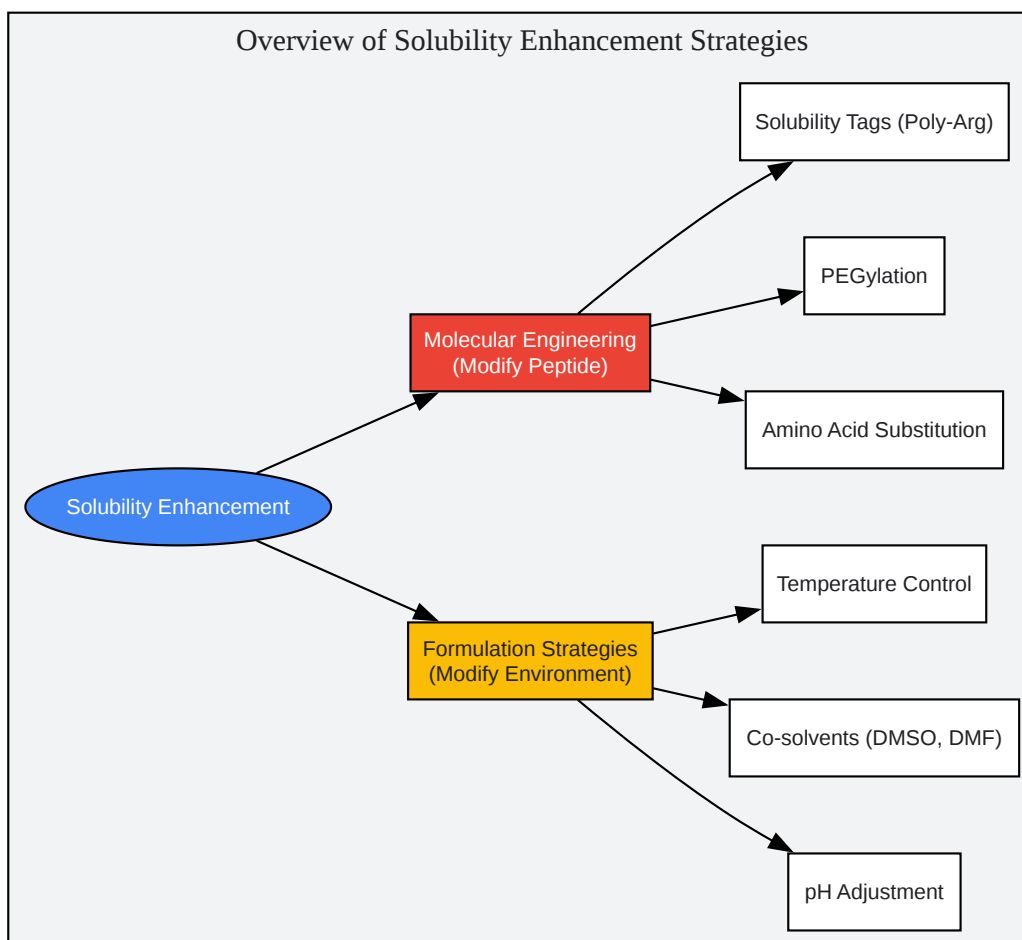 Overview of Solubility Enhancement Strategies
Solubility Tags (Poly-Arg)
PEGylation
Molecular Engineering
(Modify Peptide)
Amino Acid Substitution
Solubility Enhancement
Temperature Control
Formulation Strategies
(Modify Environment)
Co-solvents (DMSO, DMF)
pH Adjustment